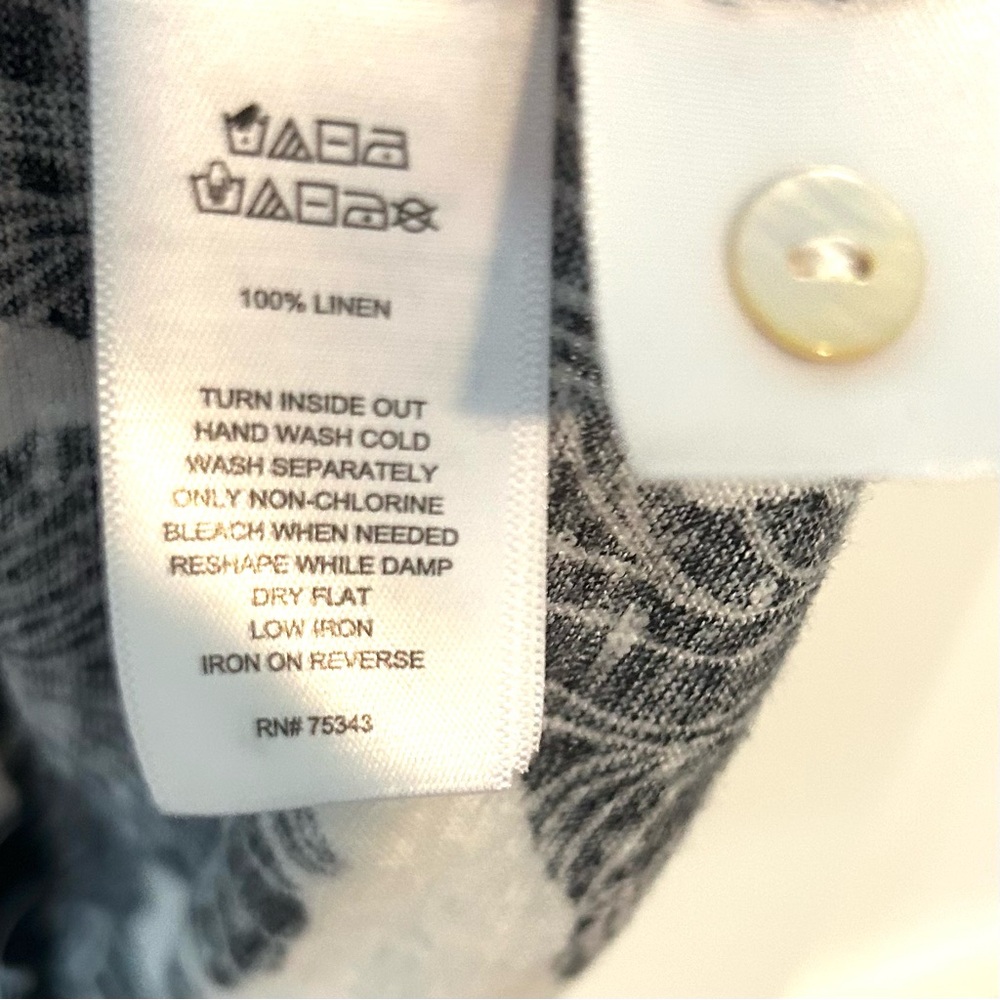 100% LINEN
TURN INSIDE OUT
HAND WASH COLD
WASH SEPARATELY
ONLY NON-CHLORINE
BLEACH WHEN NEEDED
RESHAPE WHILE DAMP
DRY FLAT
LOW IRON
IRON ON REVERSE
RN# 75343